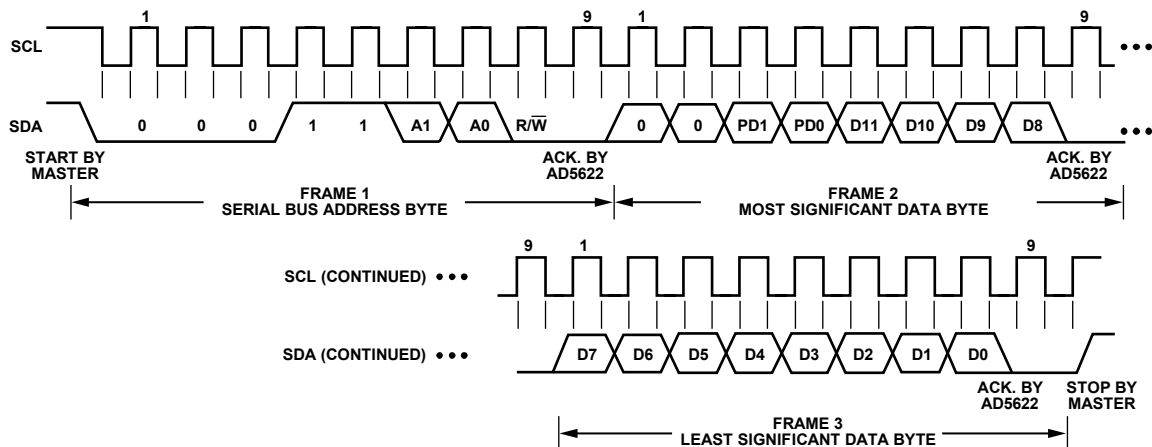 1 9 1 9
SCL •••
SDA 0 0 0 1 1 A1 A0 R/W̅ 0 0 PD1 PD0 D11 D10 D9 D8 •••
START BY MASTER
ACK. BY AD5622
ACK. BY AD5622
FRAME 1
SERIAL BUS ADDRESS BYTE
FRAME 2
MOST SIGNIFICANT DATA BYTE
9 1 9
SCL (CONTINUED) •••
SDA (CONTINUED) ••• D7 D6 D5 D4 D3 D2 D1 D0
ACK. BY AD5622
STOP BY MASTER
FRAME 3
LEAST SIGNIFICANT DATA BYTE